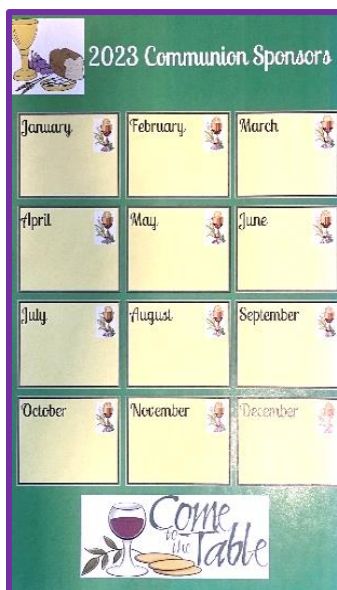 2023 Communion Sponsors
January February March
April May June
July August September
October November December
Come
to
the Table